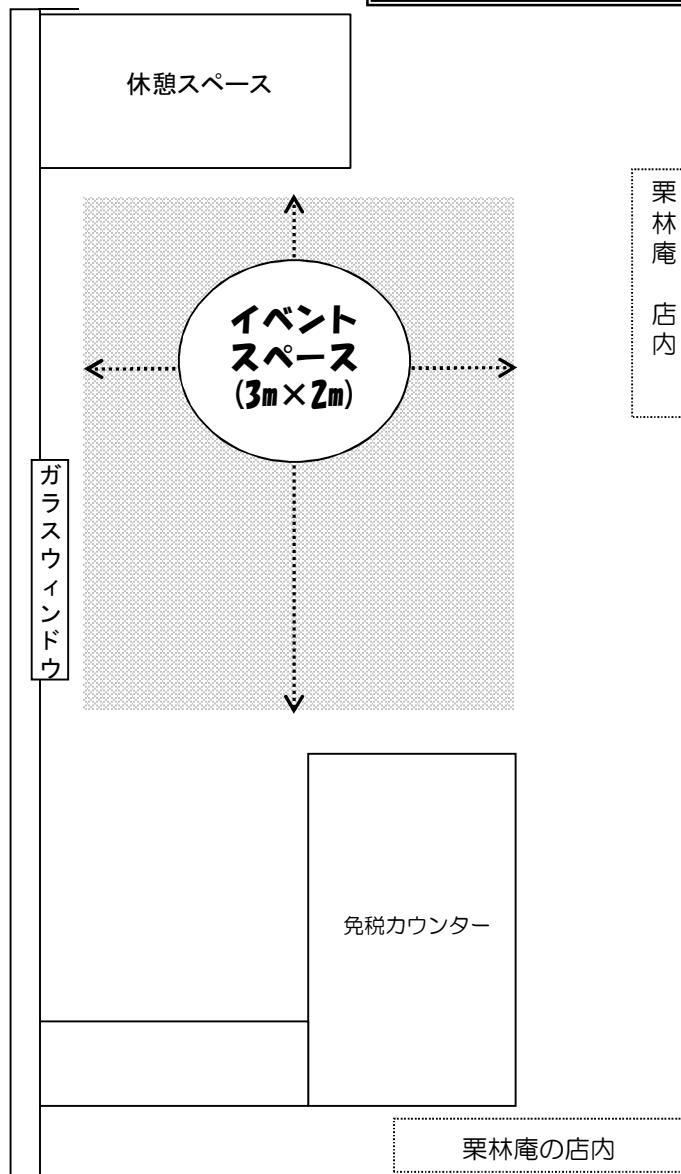 休憩スペース
栗林庵 店内
イベント
スペース
(3m×2m)
ガラスウィンドウ
免税カウンター
栗林庵の店内